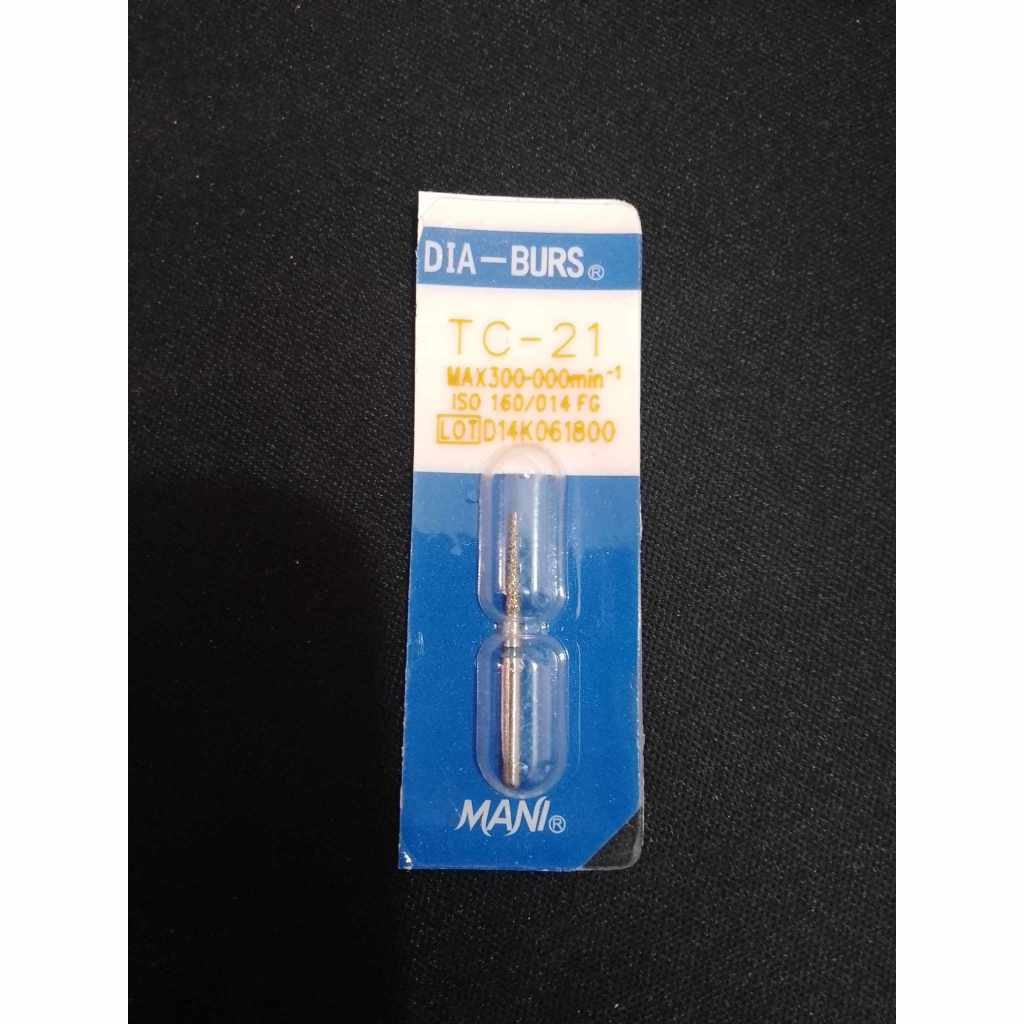 DIA-BURS®
TC-21
MAX300-000min⁻¹
ISO 160/014 FG
LOT D14K061800
MANI®